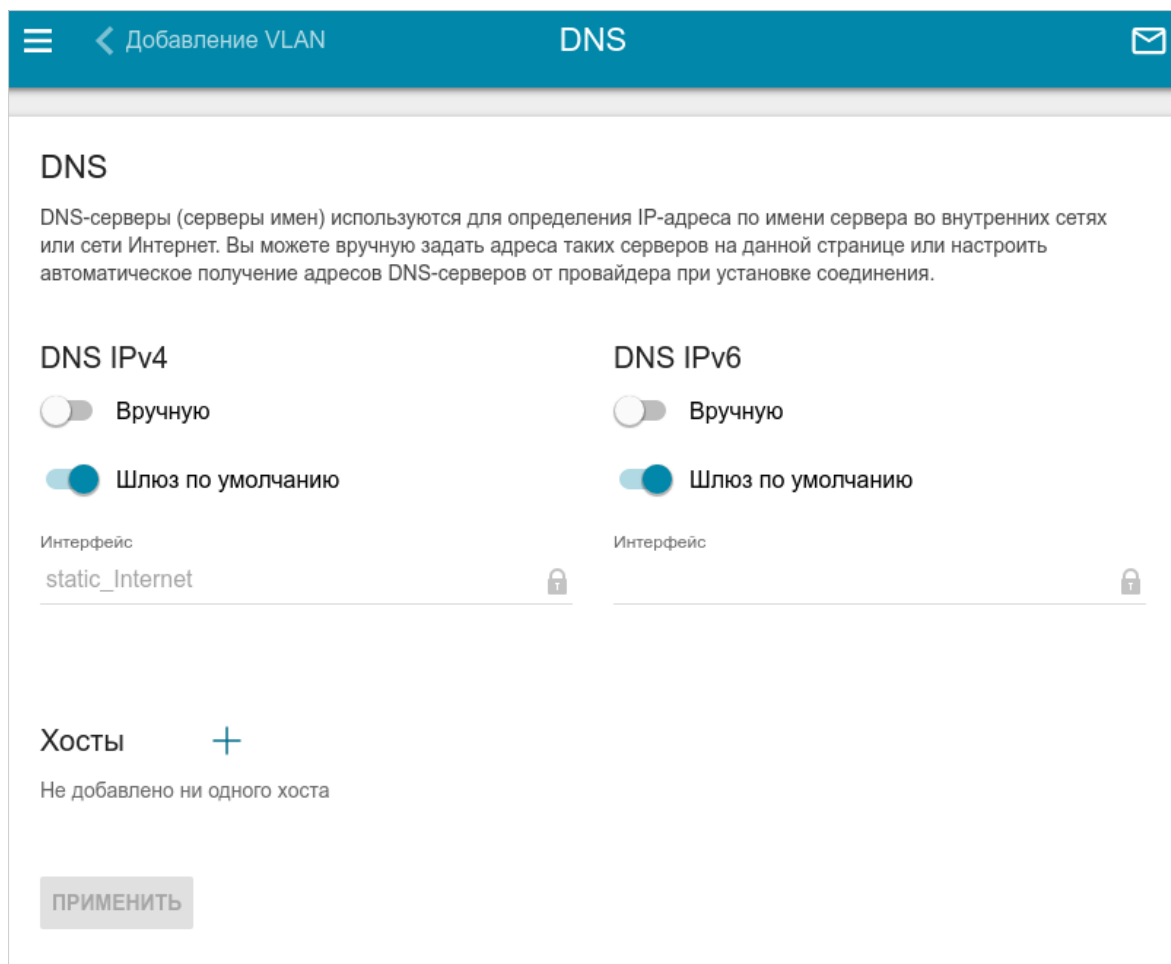 Добавление VLAN
DNS
DNS
DNS-серверы (серверы имен) используются для определения IP-адреса по имени сервера во внутренних сетях
или сети Интернет. Вы можете вручную задать адреса таких серверов на данной странице или настроить
автоматическое получение адресов DNS-серверов от провайдера при установке соединения.
DNS IPv4
Вручную
Шлюз по умолчанию
Интерфейс
static_Internet
DNS IPv6
Вручную
Шлюз по умолчанию
Интерфейс
Хосты
Не добавлено ни одного хоста
ПРИМЕНИТЬ